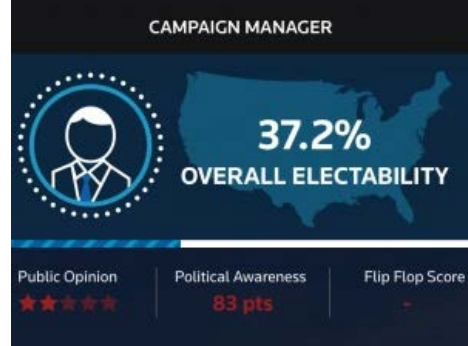 CAMPAIGN MANAGER
37.2%
OVERALL ELECTABILITY
Public Opinion
Political Awareness
Flip Flop Score
83 pts
-